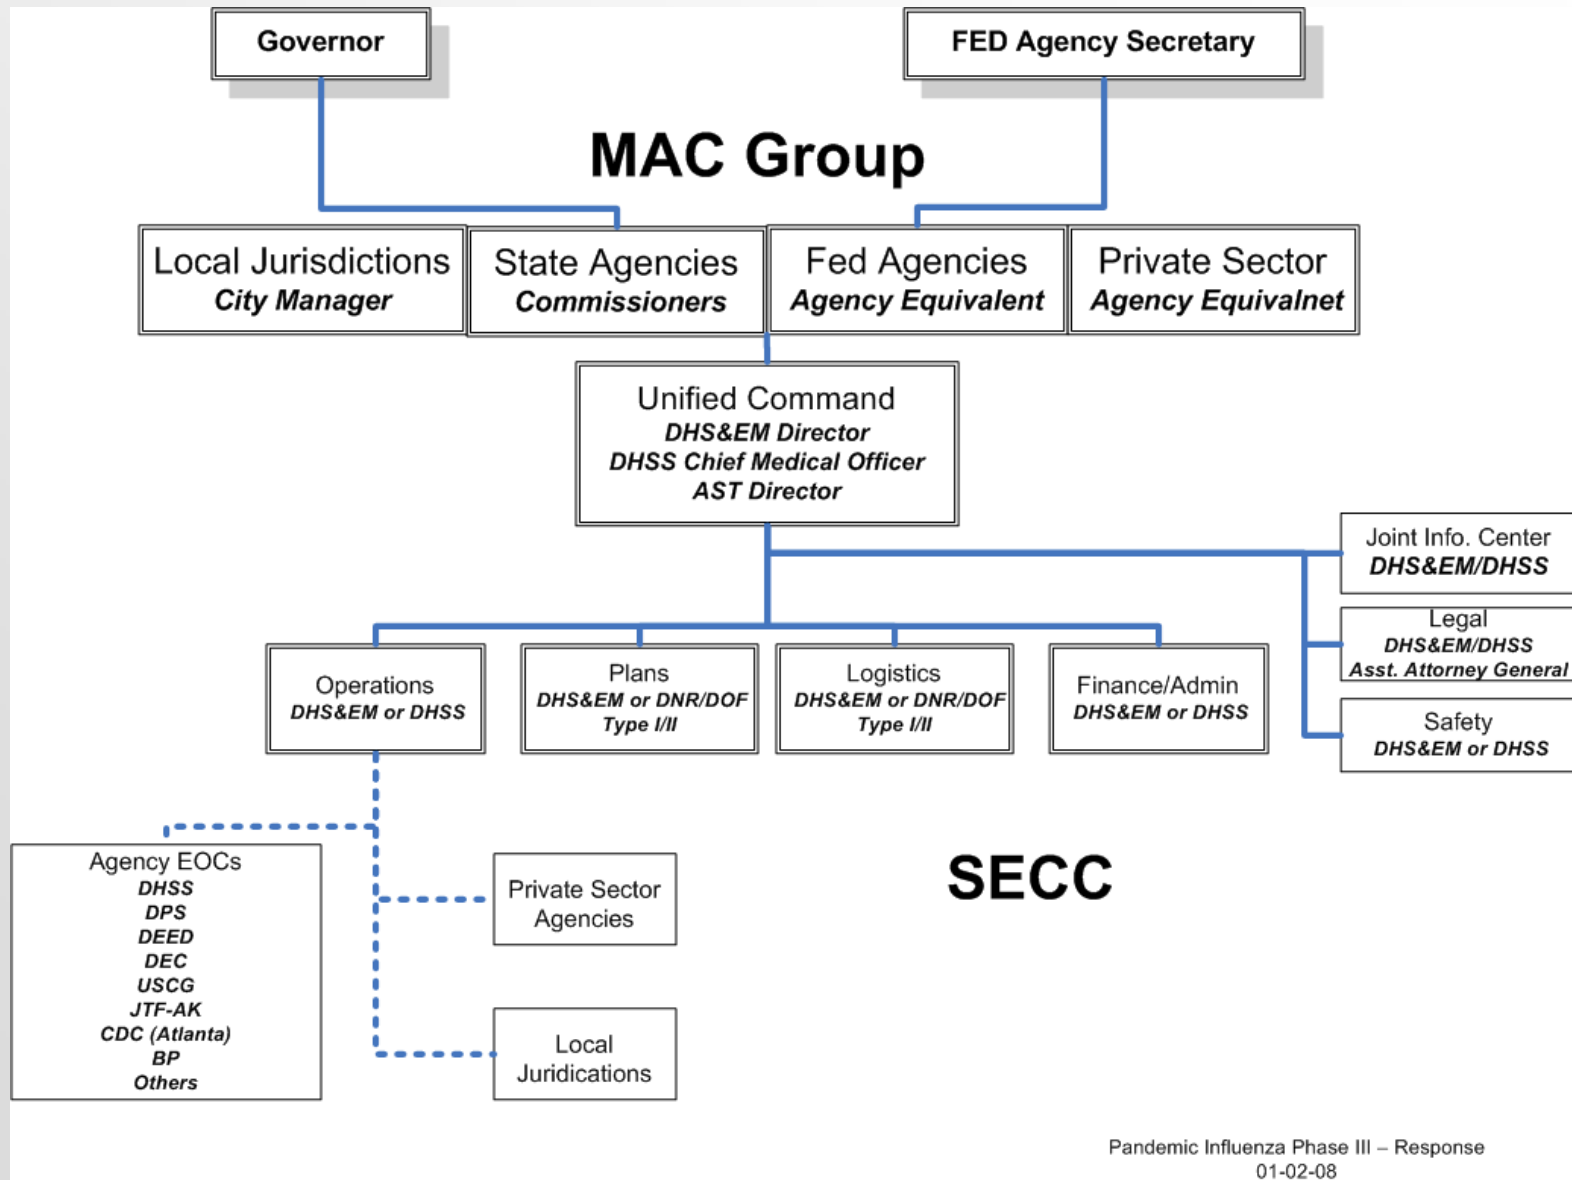 Governor
FED Agency Secretary
MAC Group
Local Jurisdictions
City Manager
State Agencies
Commissioners
Fed Agencies
Agency Equivalent
Private Sector
Agency Equivalnet
Unified Command
DHS&EM Director
DHSS Chief Medical Officer
AST Director
Joint Info. Center
DHS&EM/DHSS
Legal
DHS&EM/DHSS
Asst. Attorney General
Safety
DHS&EM or DHSS
Operations
DHS&EM or DHSS
Plans
DHS&EM or DNR/DOF
Type I/II
Logistics
DHS&EM or DNR/DOF
Type I/II
Finance/Admin
DHS&EM or DHSS
Agency EOCs
DHSS
DPS
DEED
DEC
USCG
JTF-AK
CDC (Atlanta)
BP
Others
Private Sector
Agencies
Local
Juridications
SECC
Pandemic Influenza Phase III – Response
01-02-08